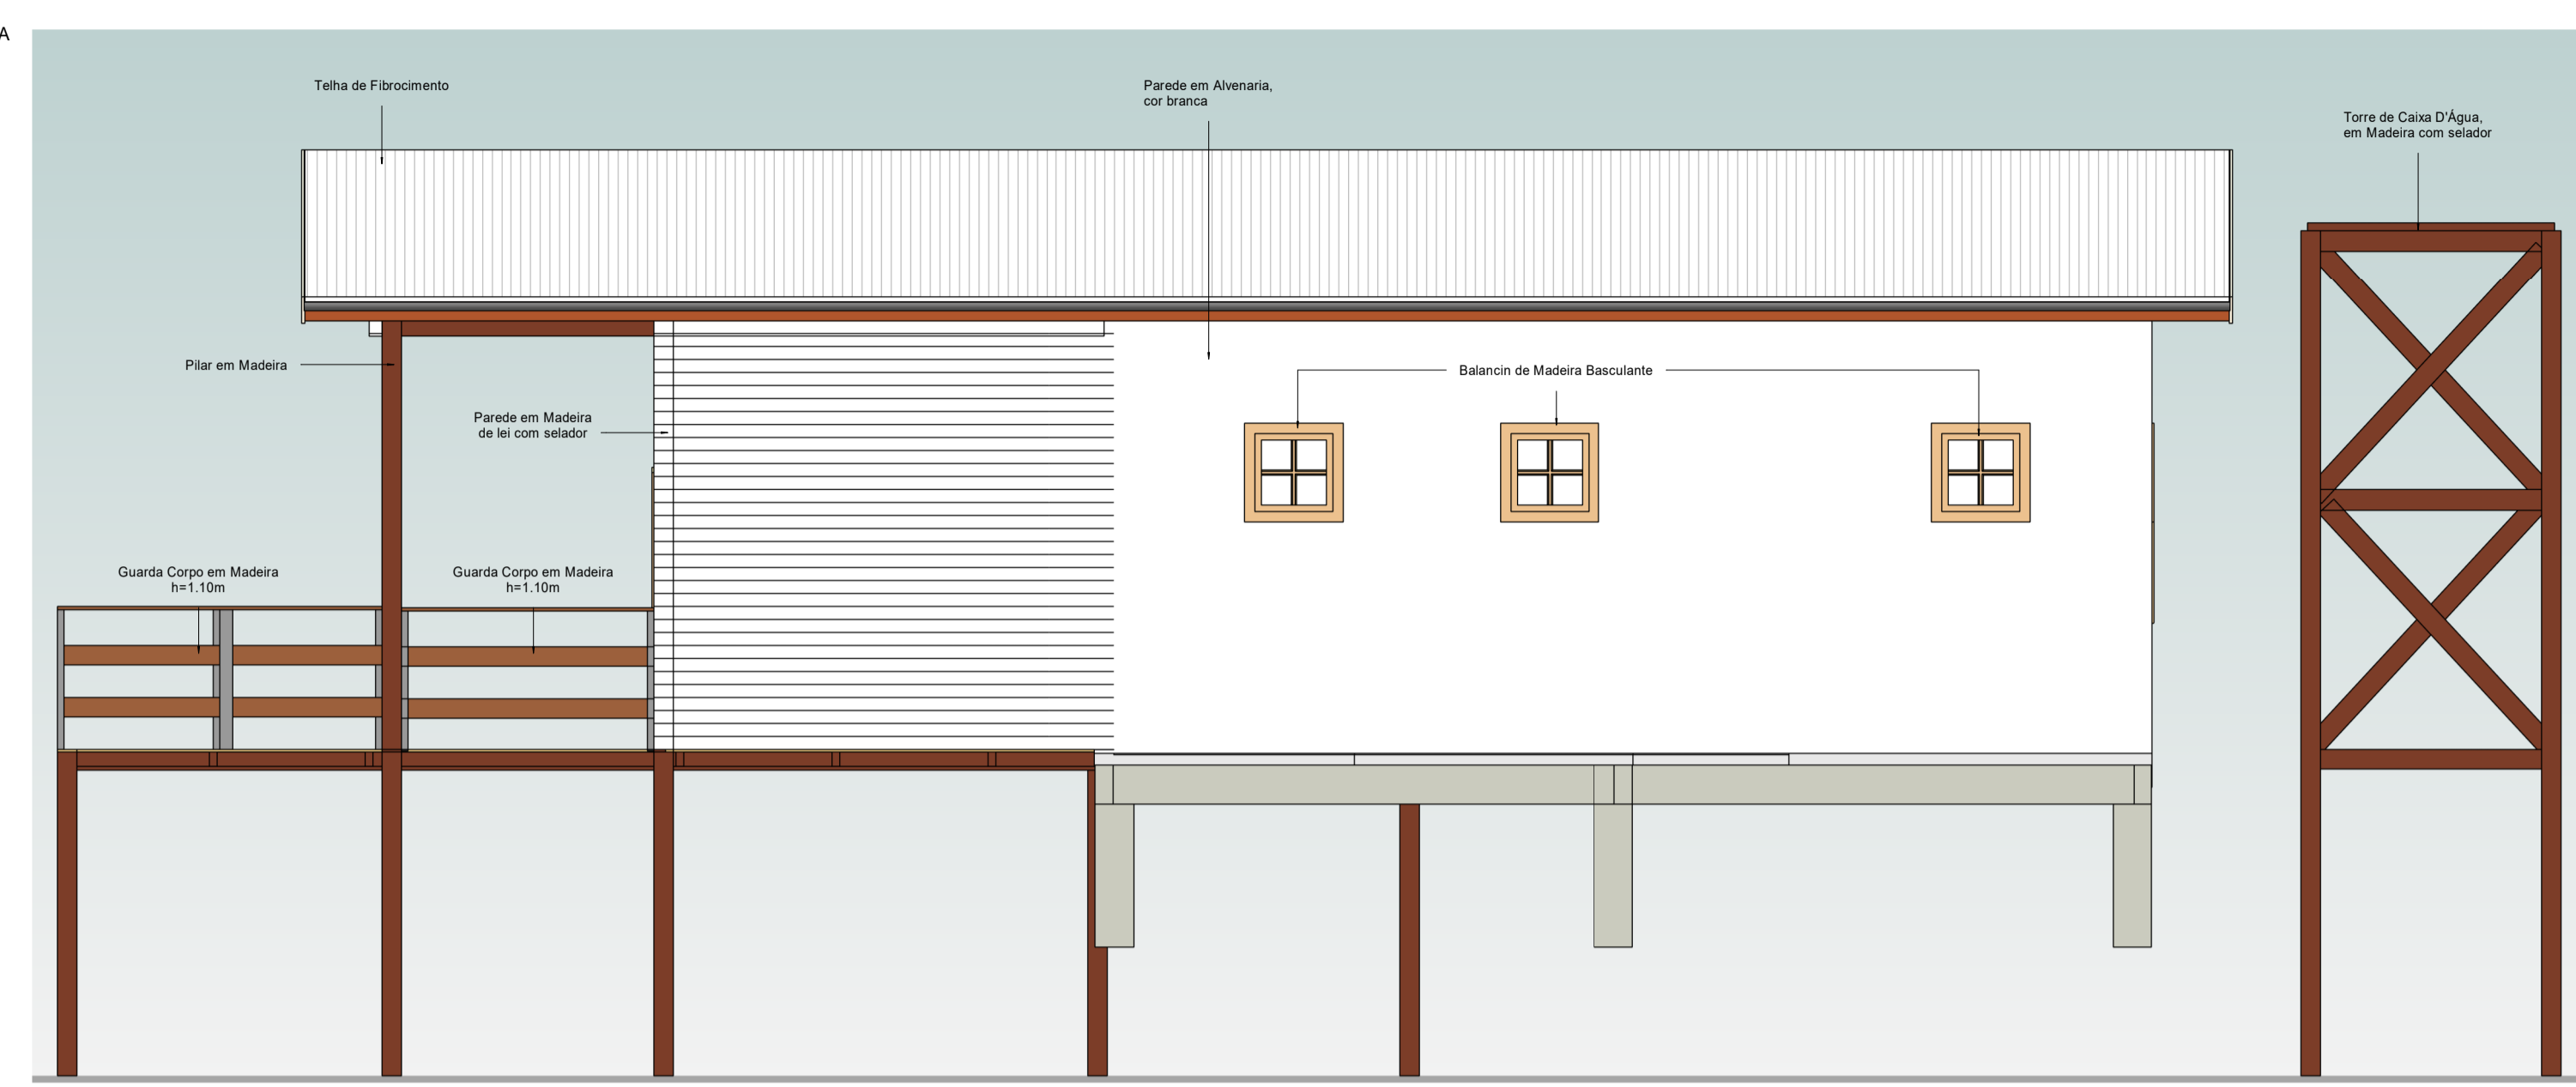 A
Telha de Fibrocimento
Parede em Alvenaria,
cor branca
Torre de Caixa D'Água,
em Madeira com selador
Pilar em Madeira
Balancin de Madeira Basculante
Parede em Madeira
de lei com selador
Guarda Corpo em Madeira
h=1.10m
Guarda Corpo em Madeira
h=1.10m